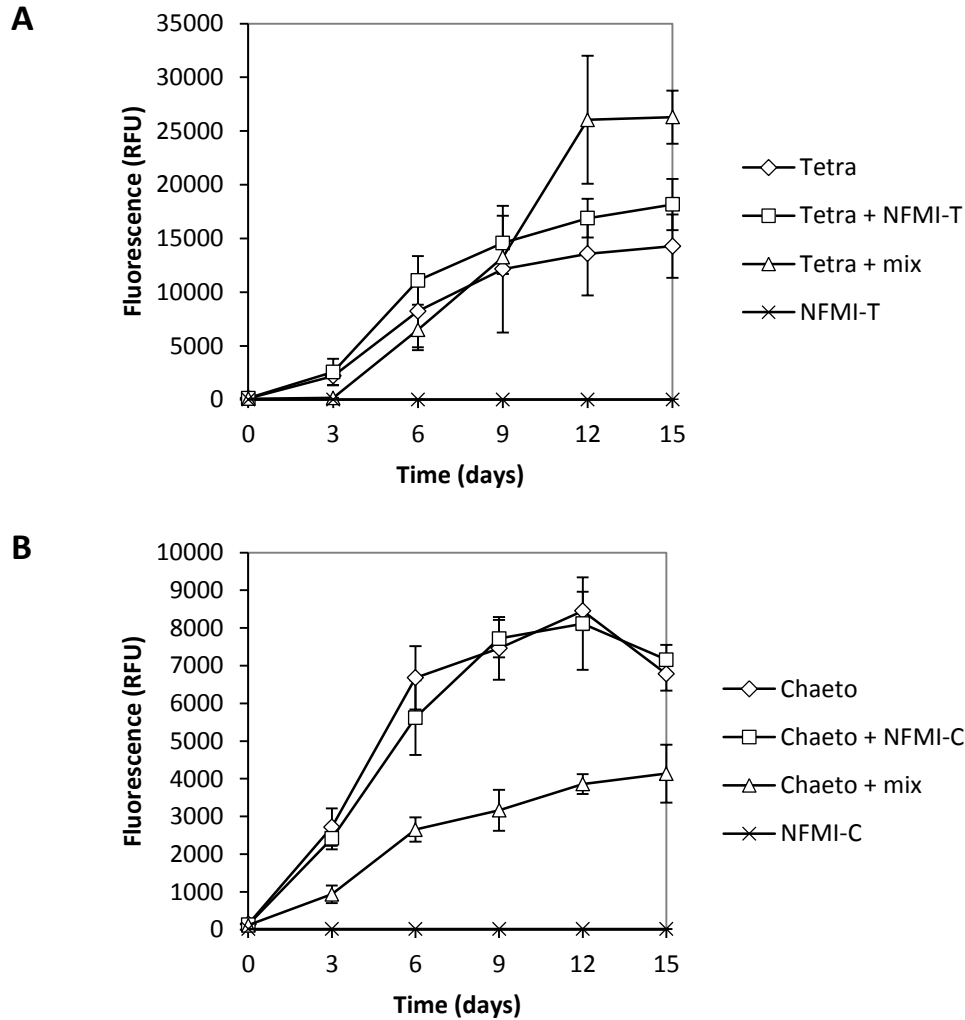 A
35000
30000
25000
20000
15000
10000
5000
0
Fluorescence (RFU)
0 3 6 9 12 15
Time (days)
Tetra
Tetra + NFMI-T
Tetra + mix
NFMI-T
B
10000
9000
8000
7000
6000
5000
4000
3000
2000
1000
0
Fluorescence (RFU)
0 3 6 9 12 15
Time (days)
Chaeto
Chaeto + NFMI-C
Chaeto + mix
NFMI-C